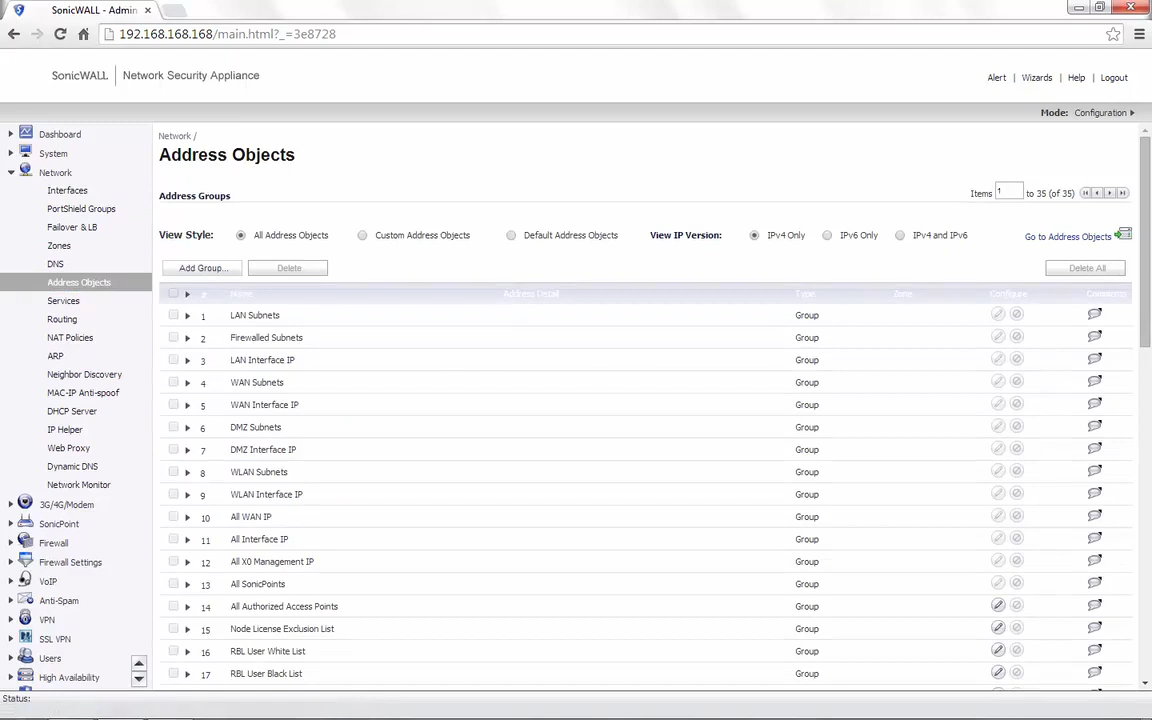 SonicWALL - Admin
192.168.168.168/main.html?_=3e8728
SonicWALL Network Security Appliance
Alert | Wizards | Help | Logout
Mode: Configuration
Dashboard
System
Network
Interfaces
PortShield Groups
Failover & LB
Zones
DNS
Address Objects
Services
Routing
NAT Policies
ARP
Neighbor Discovery
MAC-IP Anti-spoof
DHCP Server
IP Helper
Web Proxy
Dynamic DNS
Network Monitor
3G/4G/Modem
SonicPoint
Firewall
Firewall Settings
VoIP
Anti-Spam
VPN
SSL VPN
Users
High Availability
Network /
Address Objects
Address Groups
Items 1 to 35 (of 35)
View Style: All Address Objects Custom Address Objects Default Address Objects View IP Version: IPv4 Only IPv6 Only IPv4 and IPv6 Go to Address Objects
Add Group... Delete Delete All
# Name Address Detail Type Zone Configure Comments
1 LAN Subnets Group
2 Firewalled Subnets Group
3 LAN Interface IP Group
4 WAN Subnets Group
5 WAN Interface IP Group
6 DMZ Subnets Group
7 DMZ Interface IP Group
8 WLAN Subnets Group
9 WLAN Interface IP Group
10 All WAN IP Group
11 All Interface IP Group
12 All X0 Management IP Group
13 All SonicPoints Group
14 All Authorized Access Points Group
15 Node License Exclusion List Group
16 RBL User White List Group
17 RBL User Black List Group
Status: